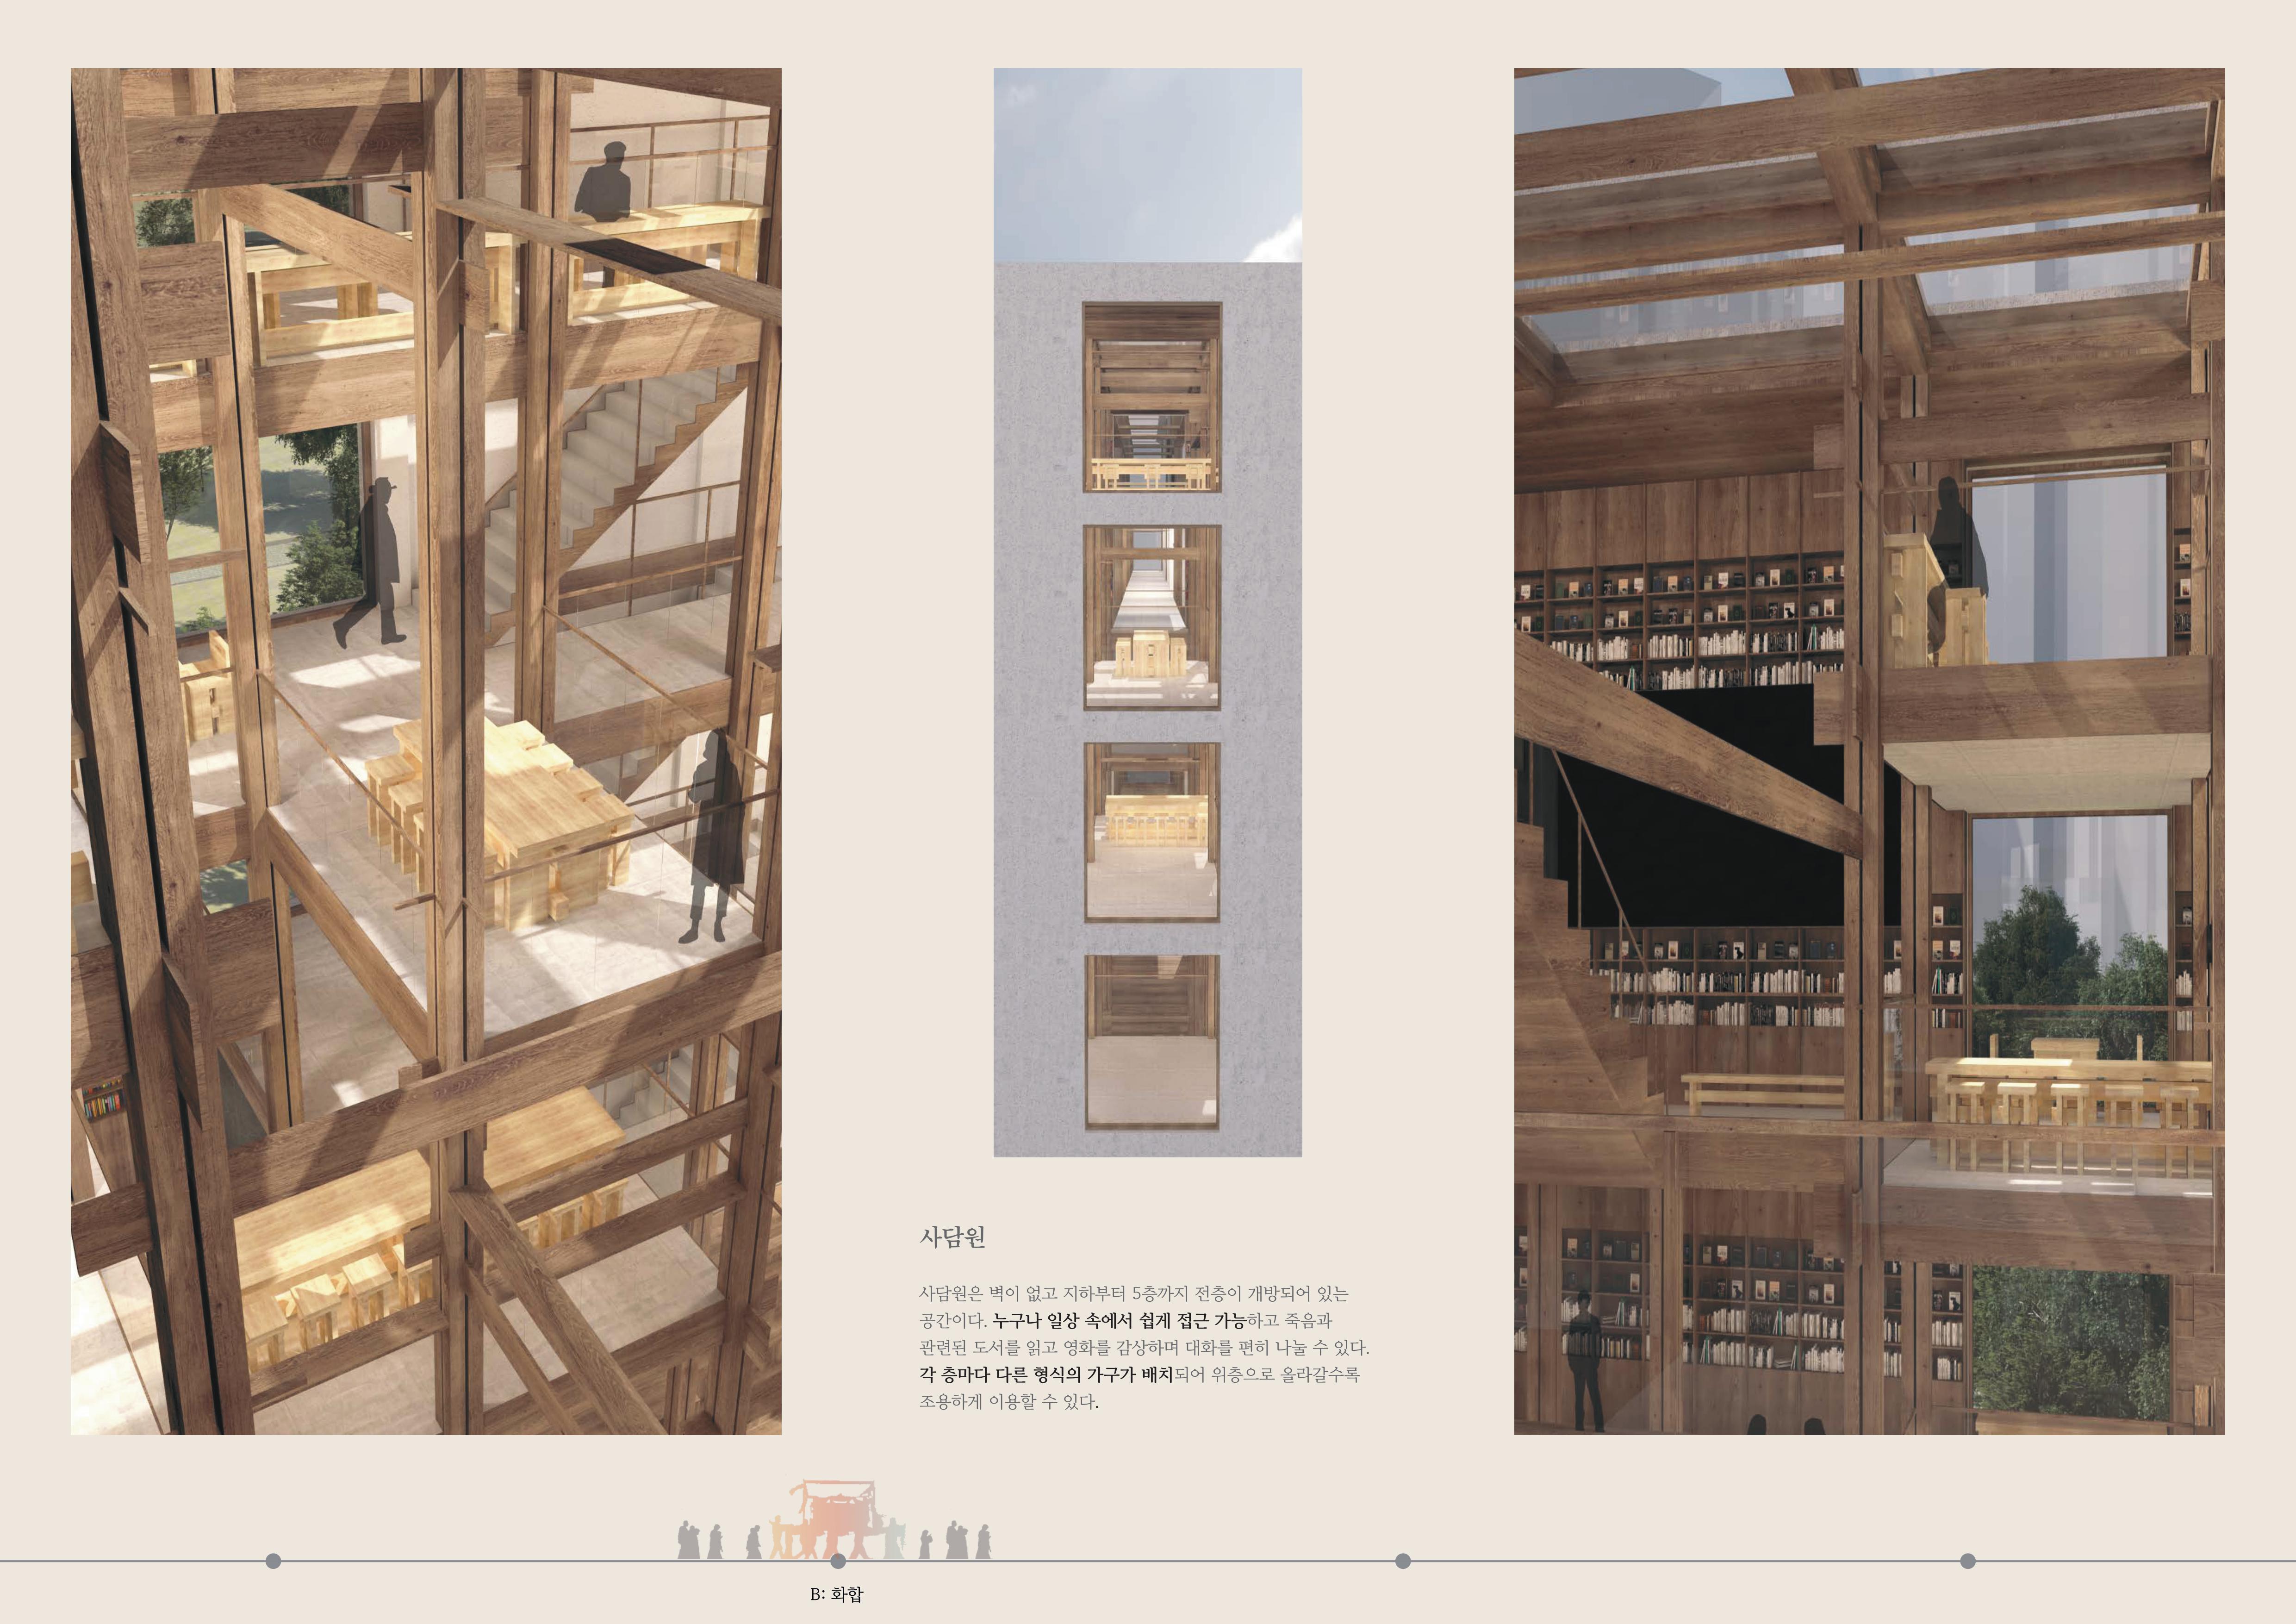 사담원
사담원은 벽이 없고 지하부터 5층까지 전층이 개방되어 있는
공간이다. 누구나 일상 속에서 쉽게 접근 가능하고 죽음과
관련된 도서를 읽고 영화를 감상하며 대화를 편히 나눌 수 있다.
각 층마다 다른 형식의 가구가 배치되어 위층으로 올라갈수록
조용하게 이용할 수 있다.
B: 화합